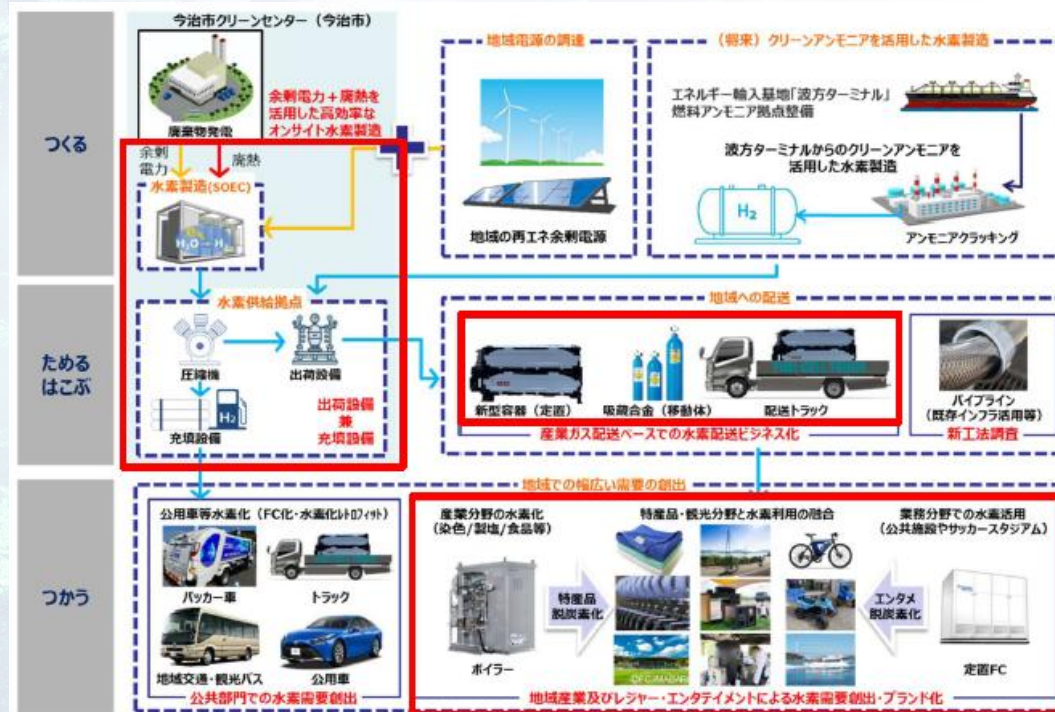 つくる
今治市クリーンセンター（今治市）
廃棄物発電
余剰電力＋廃熱を
活用した高効率な
オンサイト水素製造
余剰
電力
廃熱
水素製造(SOEC)
H₂O
H₂
地域電源の調達
地域の再エネ余剰電源
（将来）クリーンアンモニアを活用した水素製造
エネルギー輸入基地「波方ターミナル」
燃料アンモニア拠点整備
波方ターミナルからのクリーンアンモニアを
活用した水素製造
H₂
アンモニアクラッキング
ためる
はこぶ
水素供給拠点
圧縮機
出荷設備
H₂
充填設備
出荷設備
兼
充填設備
地域への配送
新型容器（定置）
吸蔵合金（移動体）
配送トラック
産業ガス配送ベースでの水素配送ビジネス化
パイプライン
（既存インフラ活用等）
新工法調査
つかう
地域での幅広い需要の創出
公用車等水素化（FC化・水素化レトロフィット）
パッカー車
トラック
地域交通・観光バス
公用車
公共部門での水素需要創出
産業分野の水素化
（染色/製塩/食品等）
ボイラー
特産品
脱炭素化
特産品・観光分野と水素利用の融合
エンタメ
脱炭素化
業務分野での水素活用
（公共施設やサッカースタジアム）
定置FC
地域産業及びレジャー・エンタテイメントによる水素需要創出・ブランド化